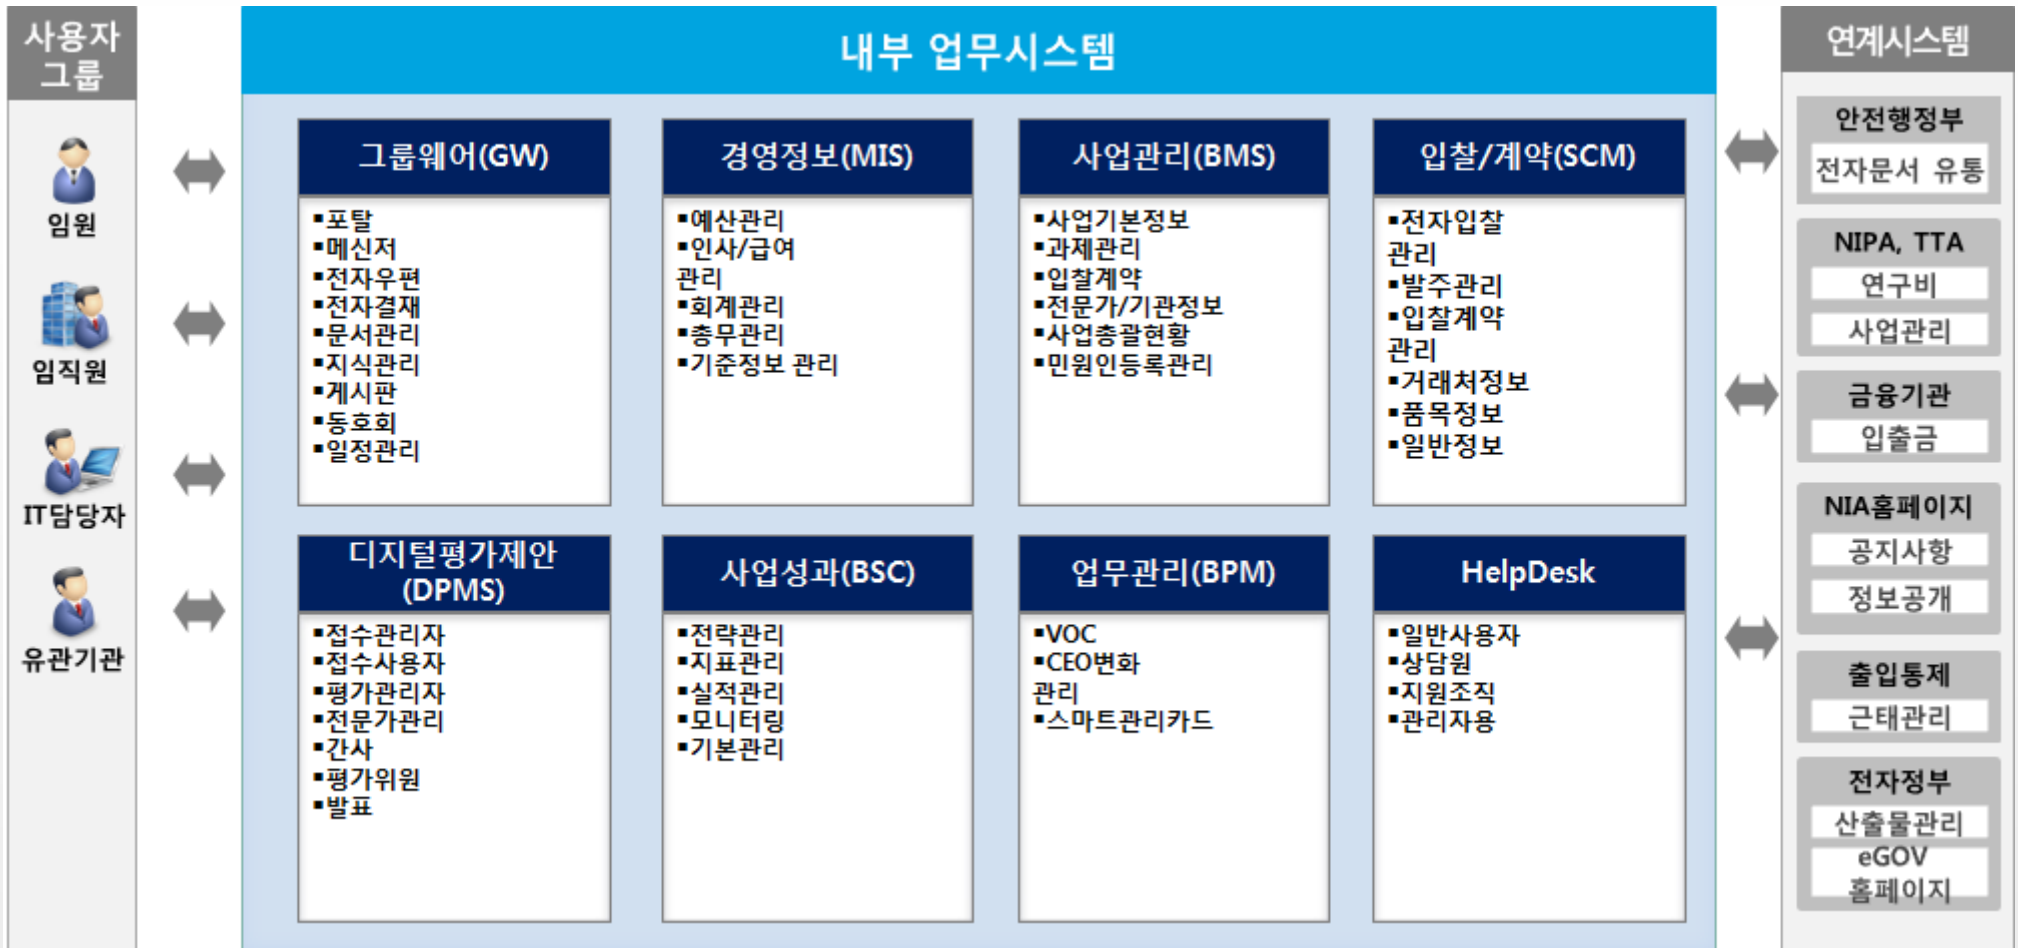 사용자
그룹
임원
임직원
IT담당자
유관기관
내부 업무시스템
그룹웨어(GW)
▪포탈
▪메신저
▪전자우편
▪전자결재
▪문서관리
▪지식관리
▪게시판
▪동호회
▪일정관리
경영정보(MIS)
▪예산관리
▪인사/급여
관리
▪회계관리
▪총무관리
▪기준정보 관리
사업관리(BMS)
▪사업기본정보
▪과제관리
▪입찰계약
▪전문가/기관정보
▪사업총괄현황
▪민원인등록관리
입찰/계약(SCM)
▪전자입찰
관리
▪발주관리
▪입찰계약
관리
▪거래처정보
▪품목정보
▪일반정보
디지털평가제안
(DPMS)
▪접수관리자
▪접수사용자
▪평가관리자
▪전문가관리
▪간사
▪평가위원
▪발표
사업성과(BSC)
▪전략관리
▪지표관리
▪실적관리
▪모니터링
▪기본관리
업무관리(BPM)
▪VOC
▪CEO변화
관리
▪스마트관리카드
HelpDesk
▪일반사용자
▪상담원
▪지원조직
▪관리자용
연계시스템
안전행정부
전자문서 유통
NIPA, TTA
연구비
사업관리
금융기관
입출금
NIA홈페이지
공지사항
정보공개
출입통제
근태관리
전자정부
산출물관리
eGOV
홈페이지